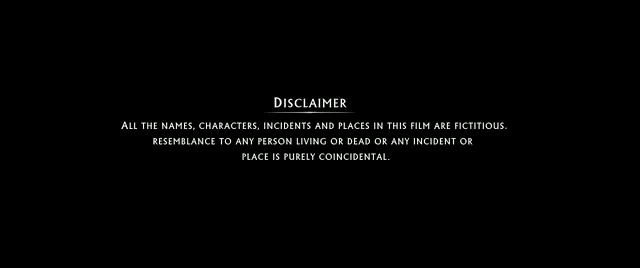 Disclaimer
All the names, characters, incidents and places in this film are fictitious.
resemblance to any person living or dead or any incident or
place is purely coincidental.